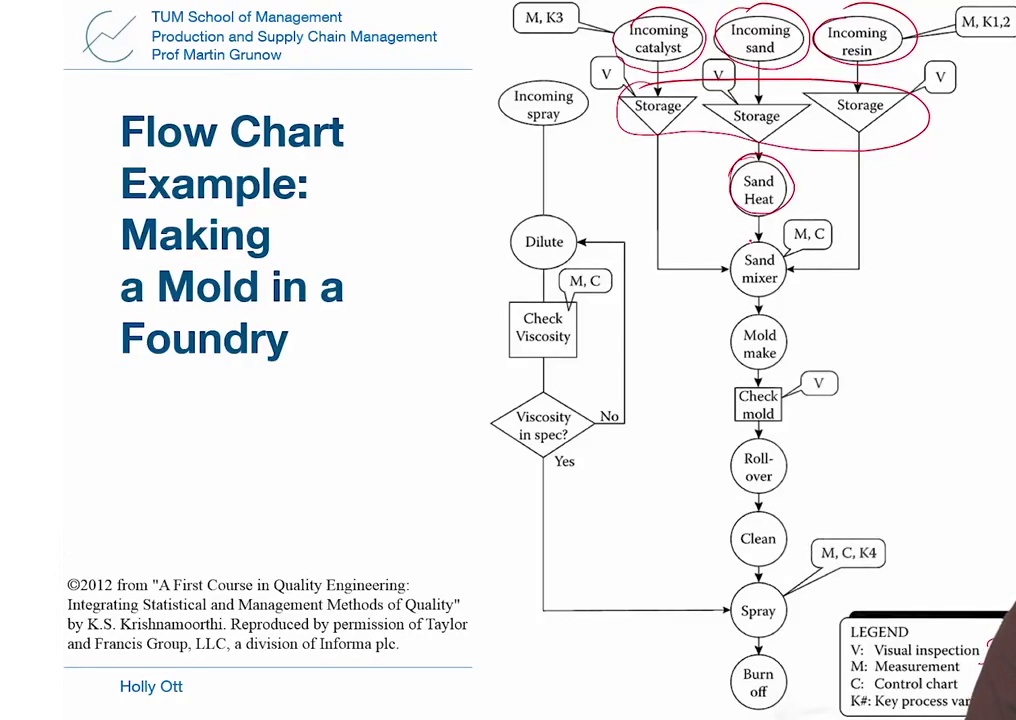 TUM School of Management
Production and Supply Chain Management
Prof Martin Grunow
Flow Chart
Example:
Making
a Mold in a
Foundry
©2012 from "A First Course in Quality Engineering:
Integrating Statistical and Management Methods of Quality"
by K.S. Krishnamoorthi. Reproduced by permission of Taylor
and Francis Group, LLC, a division of Informa plc.
Holly Ott
M, K3
Incoming
catalyst
Incoming
sand
Incoming
resin
M, K1,2
V
V
V
Incoming
spray
Storage
Storage
Storage
Sand
Heat
Dilute
M, C
Sand
mixer
M, C
Check
Viscosity
Mold
make
V
Check
mold
Viscosity
in spec?
No
Yes
Roll-
over
Clean
M, C, K4
Spray
Burn
off
LEGEND
V: Visual inspection
M: Measurement
C: Control chart
K#: Key process